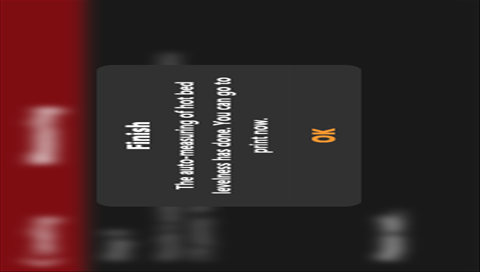 Finish
The auto-measuring of hot bed
levelness has done. You can go to
print now.
OK